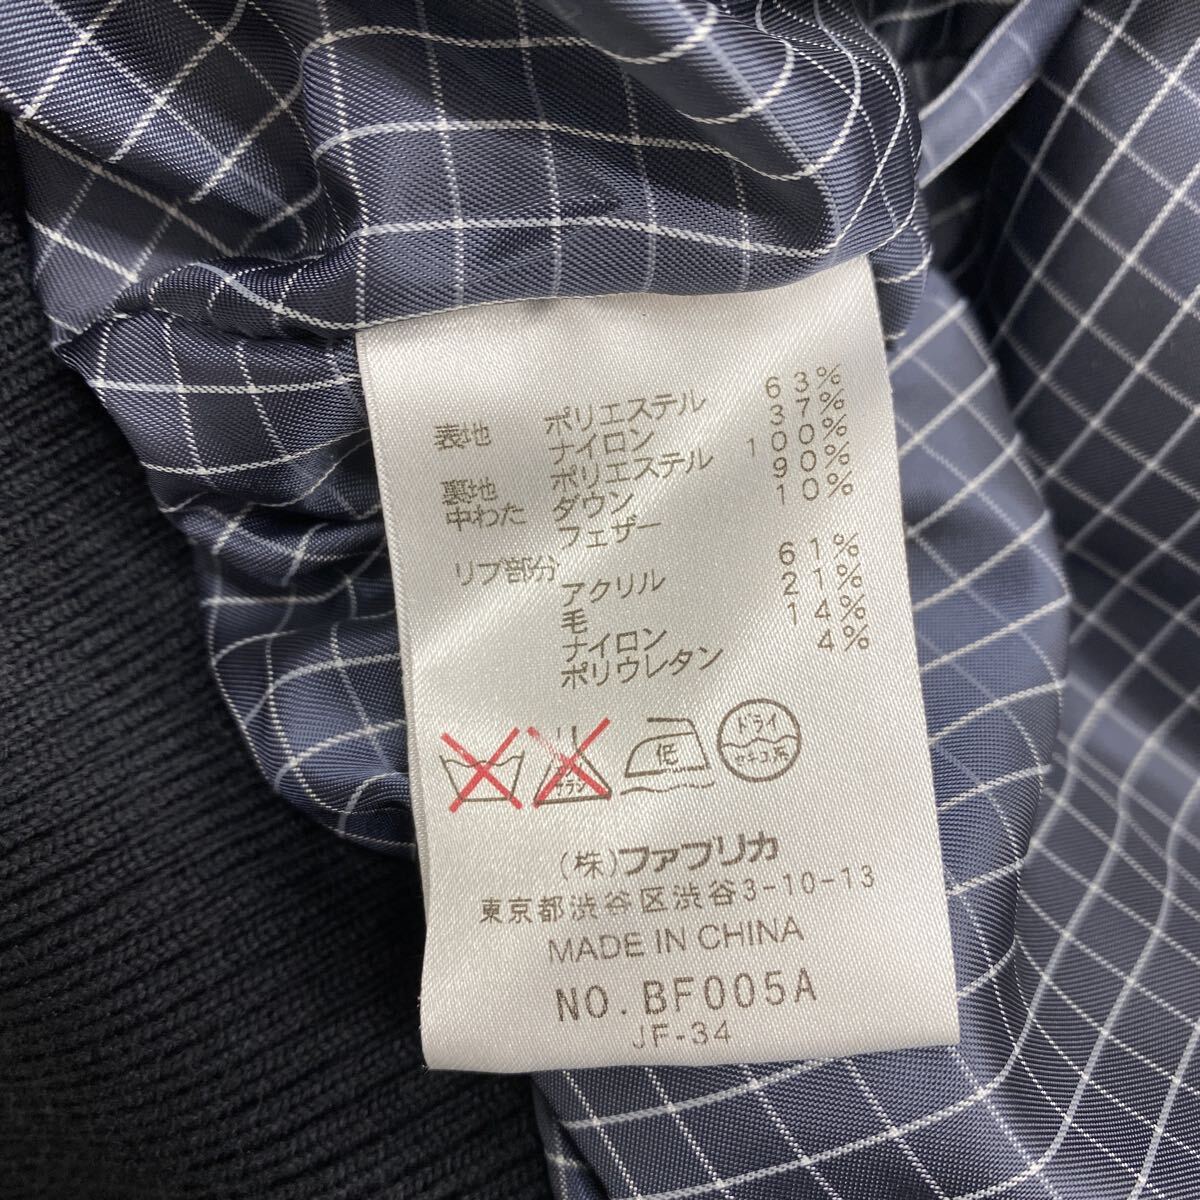 表地 ポリエステル 63%
ナイロン 37%
裏地 ポリエステル 100%
中わた ダウン 90%
フェザー 10%
リブ部分
アクリル 61%
毛 21%
ナイロン 14%
ポリウレタン 4%
低
ドライ
(株)ファブリカ
東京都渋谷区渋谷3-10-13
MADE IN CHINA
NO.BF005A
JF-34